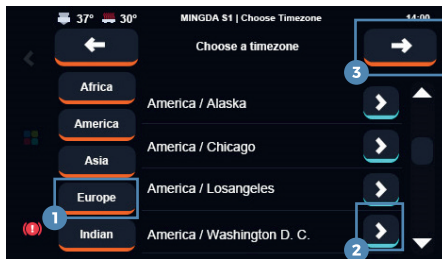 37° 30° MINGDA S1 | Choose Timezone 14:00
Choose a timezone
3
Africa
America / Alaska
America
America / Chicago
Asia
America / Losangeles
Europe
1
Indian
America / Washington D. C.
2